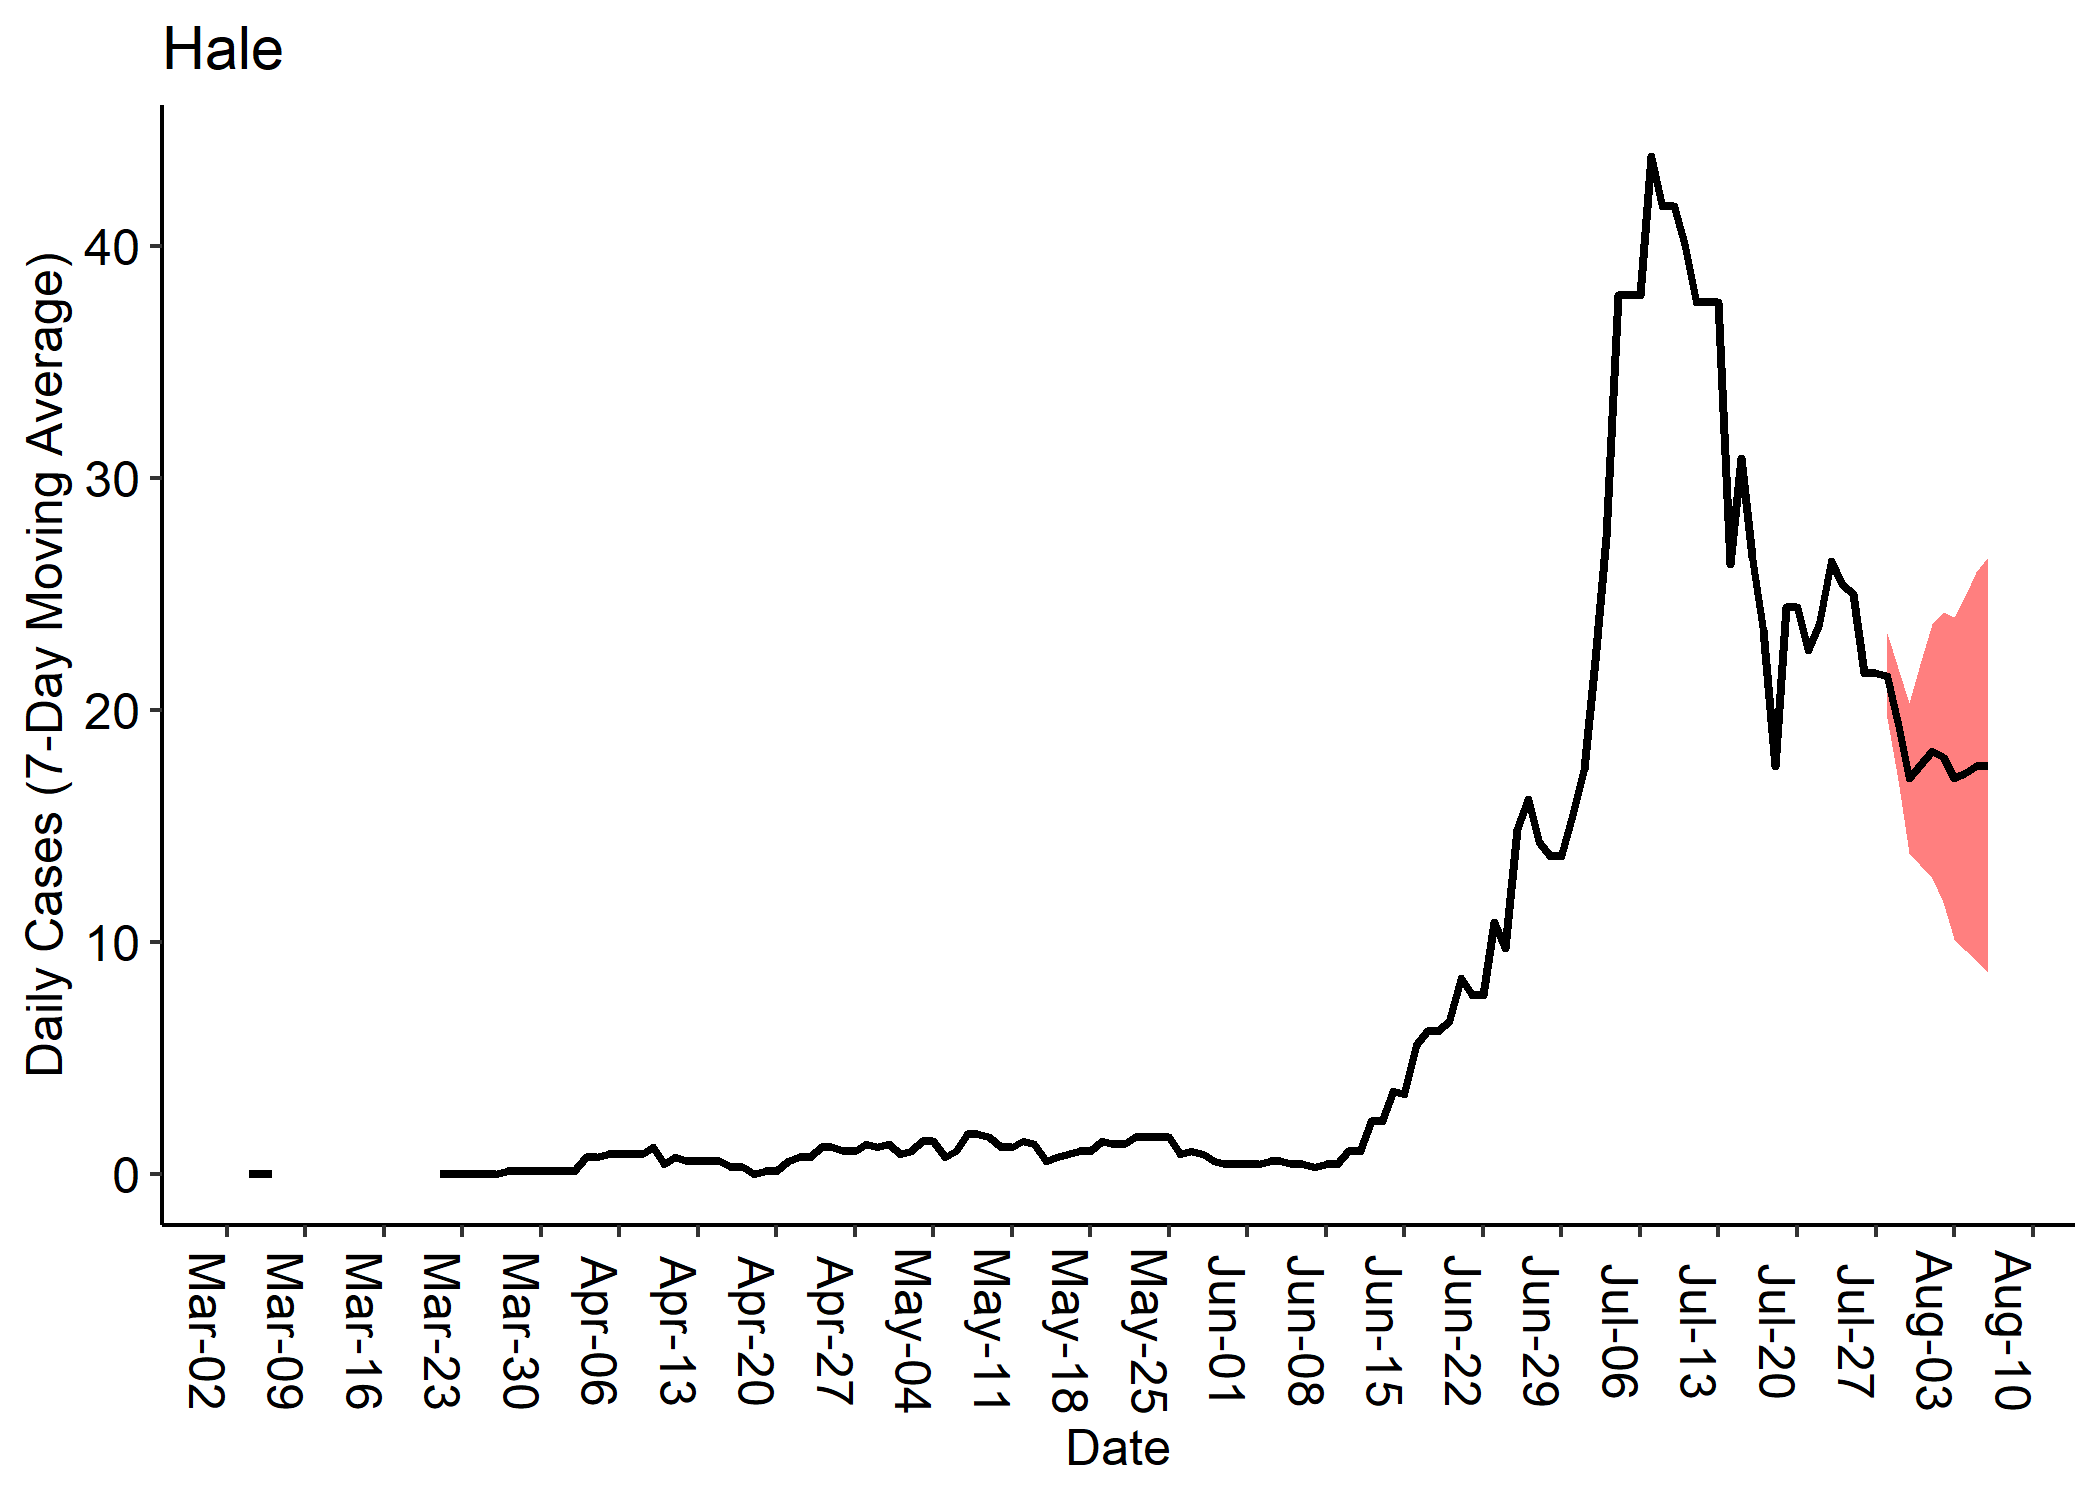 Hale
Daily Cases (7-Day Moving Average)
40
30
20
10
0
Mar-02
Mar-09
Mar-16
Mar-23
Mar-30
Apr-06
Apr-13
Apr-20
Apr-27
May-04
May-11
May-18
May-25
Jun-01
Jun-08
Jun-15
Jun-22
Jun-29
Jul-06
Jul-13
Jul-20
Jul-27
Aug-03
Aug-10
Date